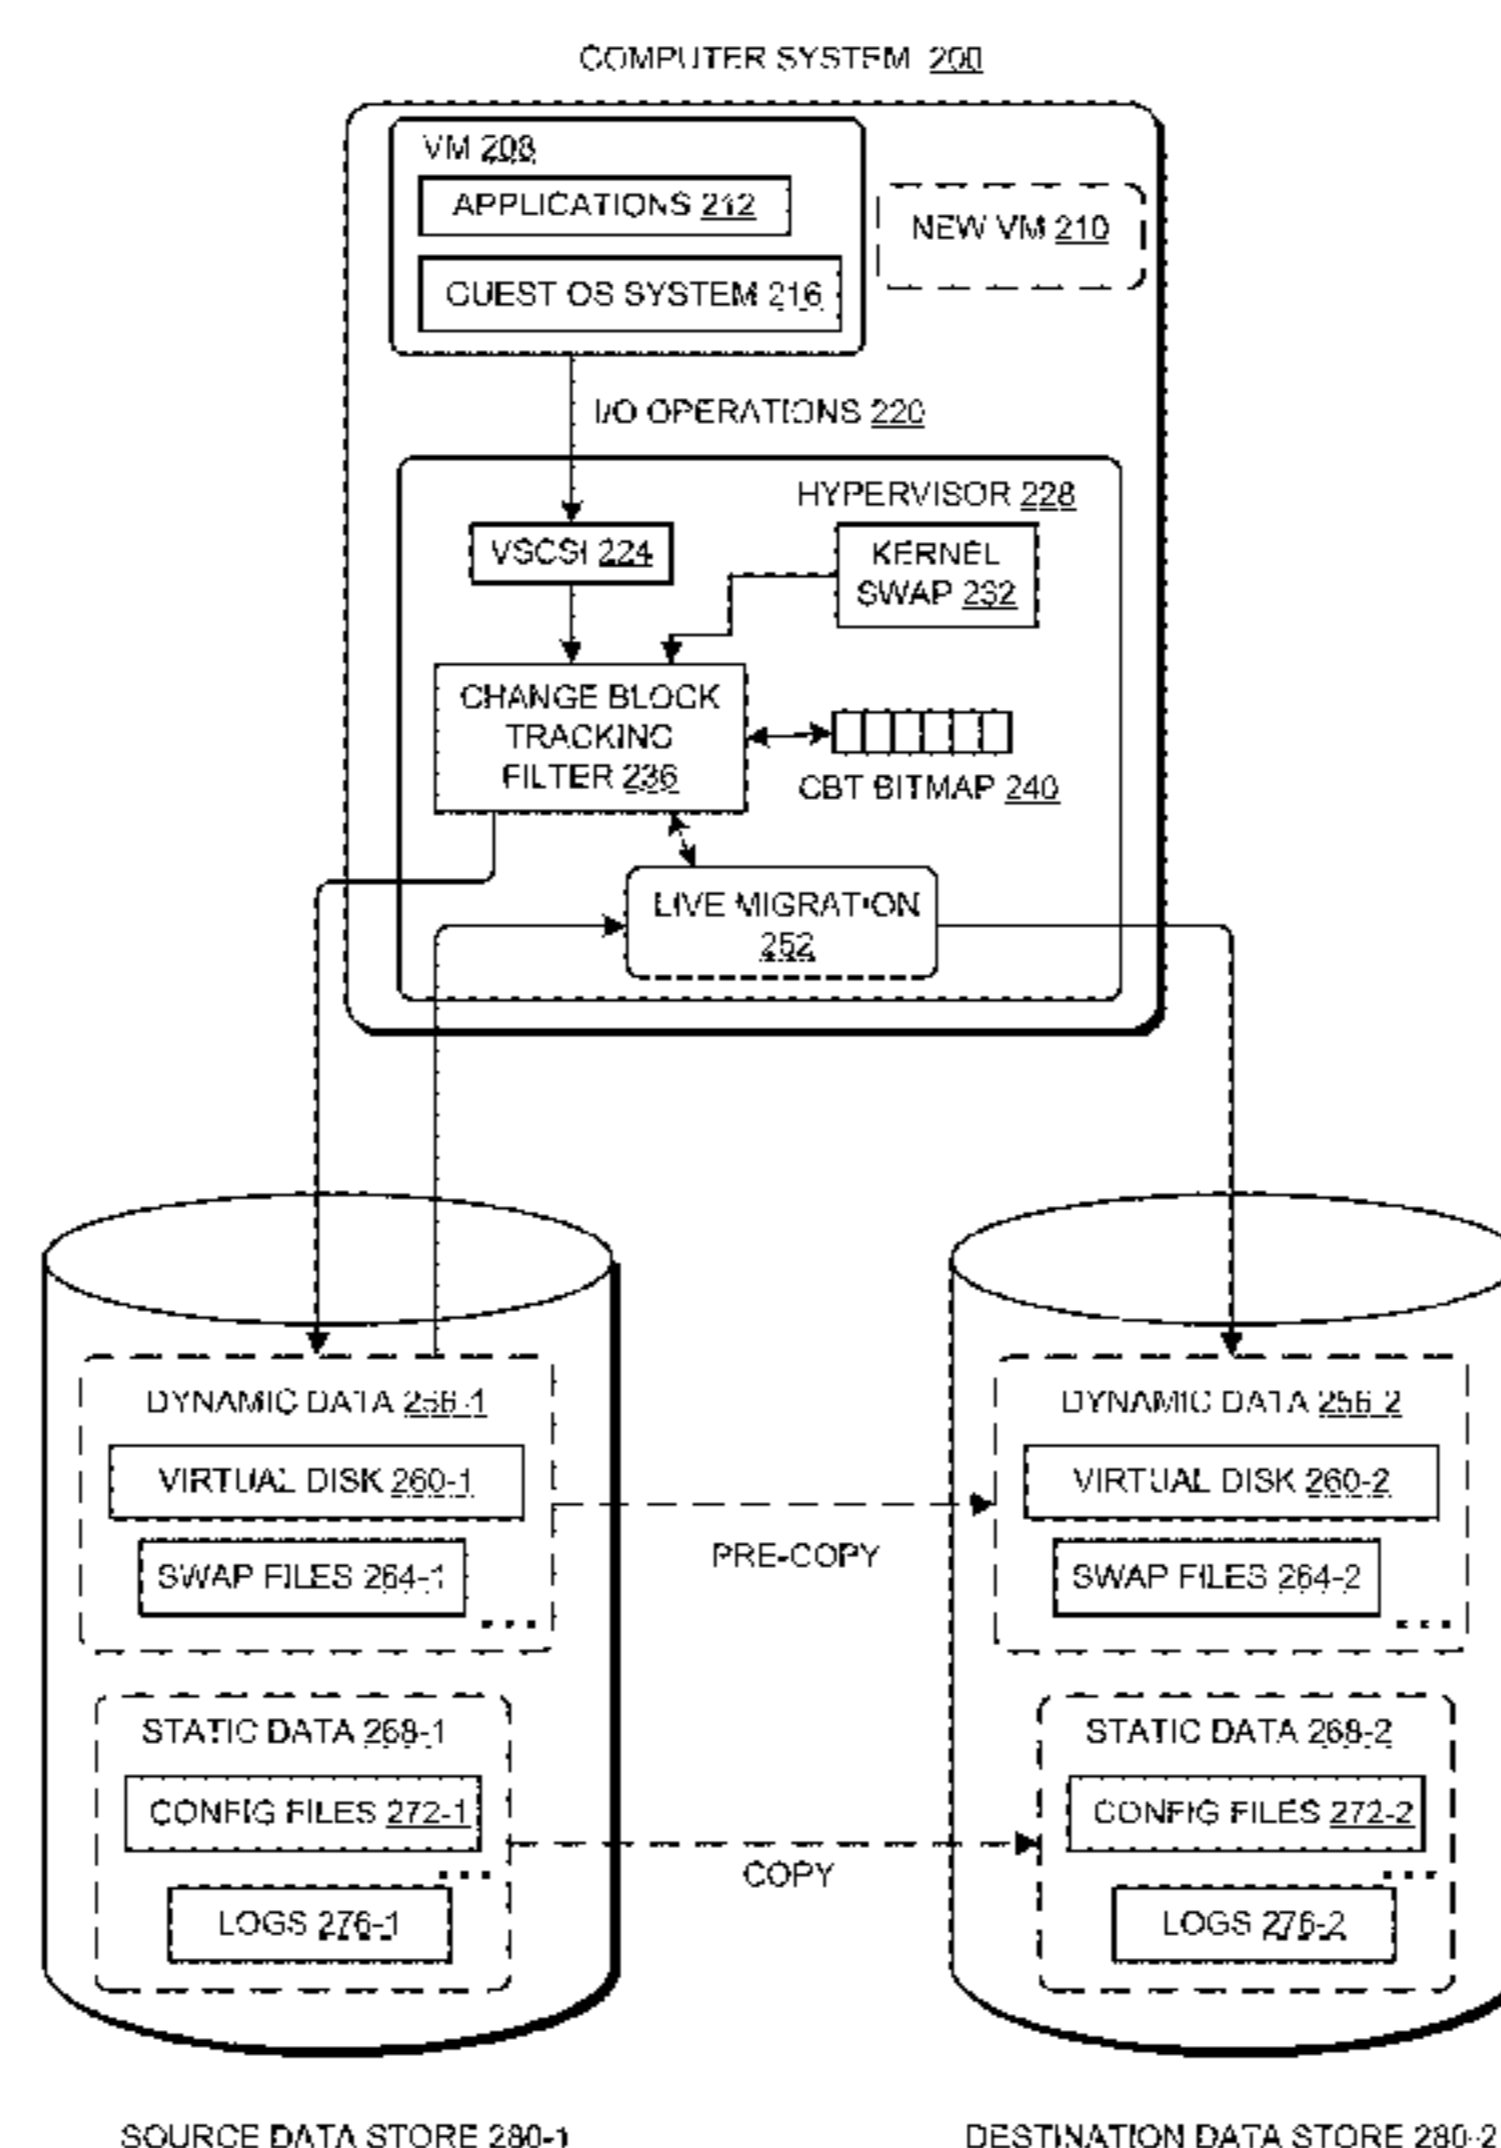 COMPUTER SYSTEM 200
VM 208
APPLICATIONS 212
NEW VM 210
GUEST OS SYSTEM 216
I/O OPERATIONS 220
HYPERVISOR 228
VSCSI 224
KERNEL
SWAP 232
CHANGE BLOCK
TRACKING
FILTER 236
CBT BITMAP 240
LIVE MIGRATION
252
DYNAMIC DATA 256-1
DYNAMIC DATA 256-2
VIRTUAL DISK 260-1
VIRTUAL DISK 260-2
PRE-COPY
SWAP FILES 264-1
SWAP FILES 264-2
...
...
STATIC DATA 268-1
STATIC DATA 268-2
CONFIG FILES 272-1
CONFIG FILES 272-2
COPY
...
...
LOGS 276-1
LOGS 276-2
SOURCE DATA STORE 280-1
DESTINATION DATA STORE 280-2